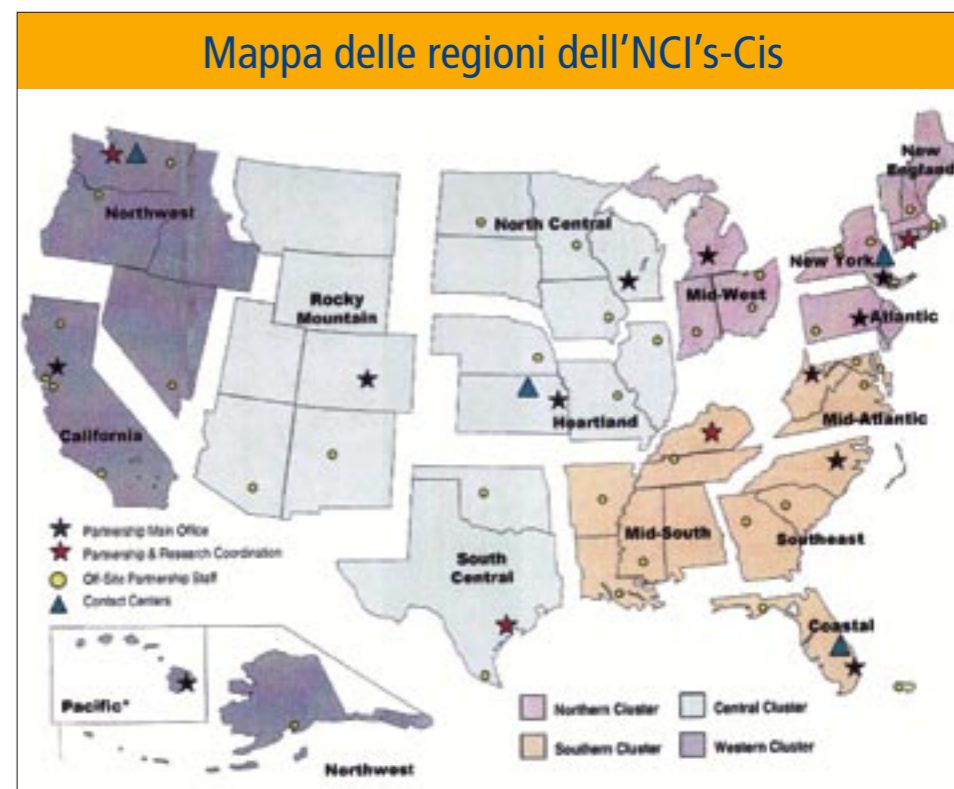 Mappa delle regioni dell'NCI's-Cis
New
England
Northwest
North Central
New York
Rocky
Mountain
Mid-West
Atlantic
California
Heartland
Mid-Atlantic
Mid-South
Southeast
South
Central
Coastal
Partnership Main Office
Partnership & Research Coordination
Off-Site Partnership Staff
Contact Centers
Pacific*
Northwest
Northern Cluster
Central Cluster
Southern Cluster
Western Cluster